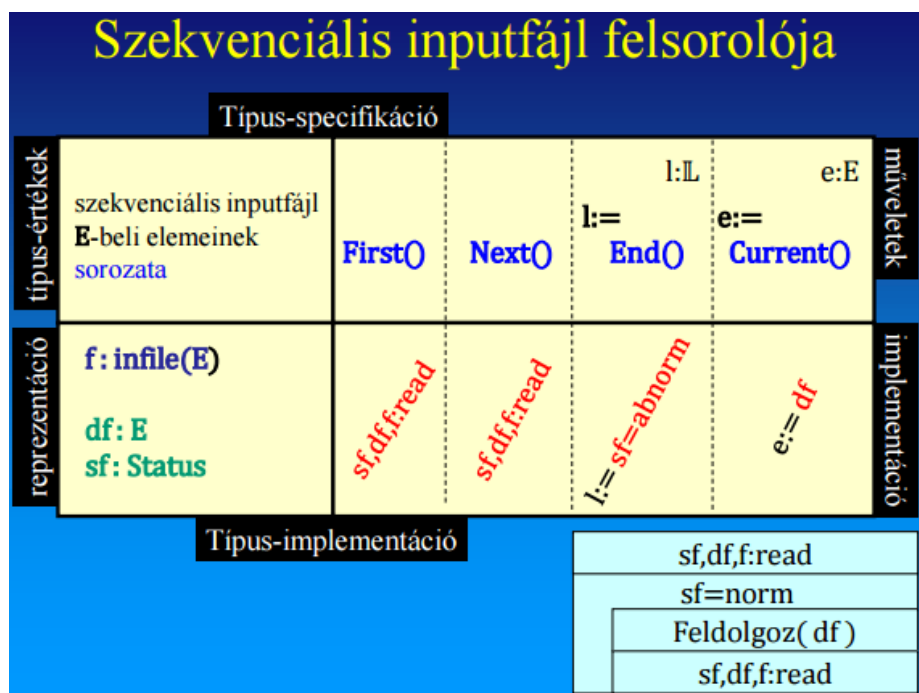 Szekvenciális inputfájl felsorolója
Típus-specifikáció
típus-értékek
szekvenciális inputfájl
E-beli elemeinek
sorozata
First()
Next()
l:𝕃
l:=
End()
e:E
e:=
Current()
műveletek
reprezentáció
f : infile(E)
df : E
sf : Status
sf,df,f:read
sf,df,f:read
l:= sf=abnorm
e:= df
implementáció
Típus-implementáció
sf,df,f:read
sf=norm
Feldolgoz( df )
sf,df,f:read